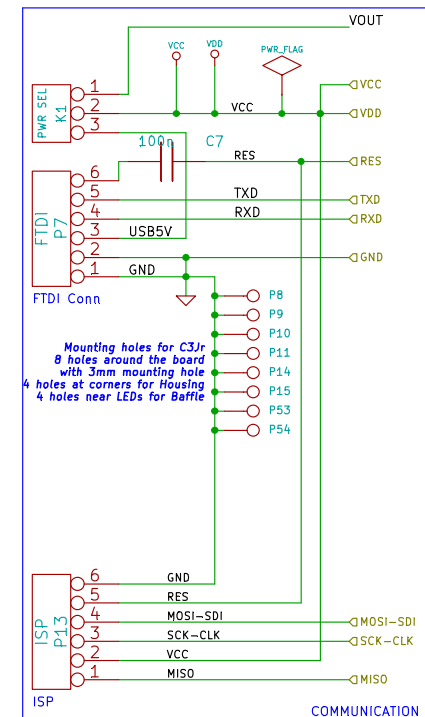 VOUT
VCC
VDD
PWR_FLAG
PWR SEL
K1
1
2
3
VCC
VCC
VDD
100n
C7
RES
RES
FTDI
P7
6
5
4
3
2
1
TXD
TXD
RXD
RXD
USB5V
GND
GND
FTDI Conn
P8
P9
P10
P11
P14
P15
P53
P54
Mounting holes for C3Jr
8 holes around the board
with 3mm mounting hole
4 holes at corners for Housing
4 holes near LEDs for Baffle
ISP
P13
6
5
4
3
2
1
GND
RES
MOSI-SDI
MOSI-SDI
SCK-CLK
SCK-CLK
VCC
MISO
MISO
ISP
COMMUNICATION